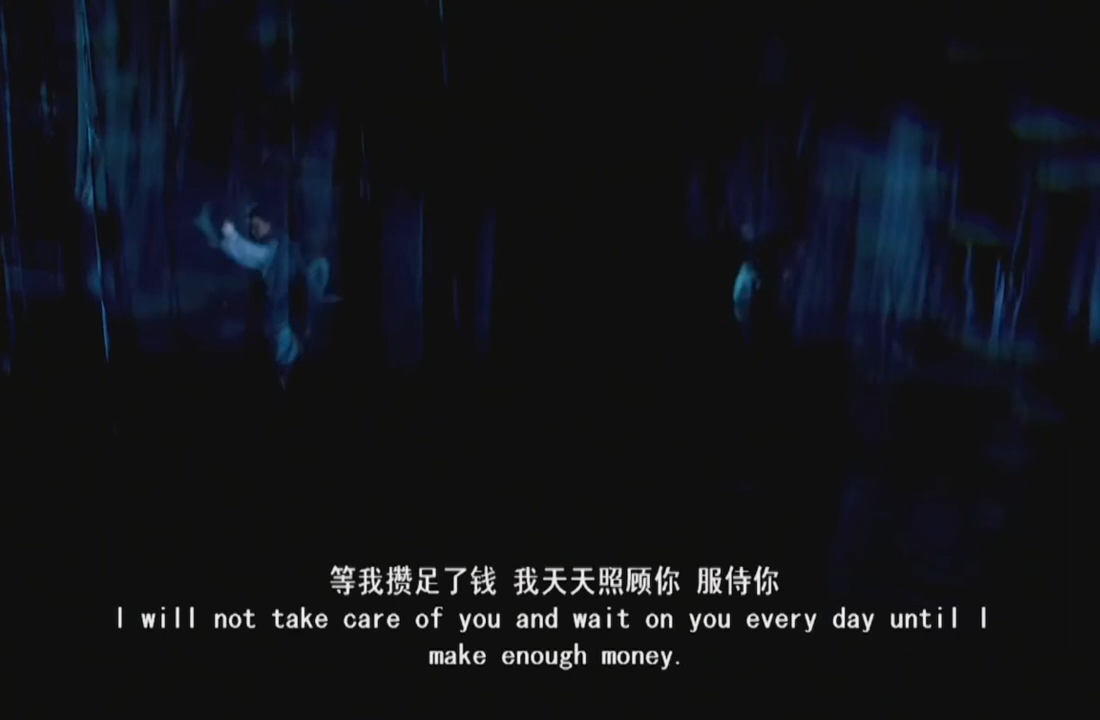 等我攒足了钱 我天天照顾你 服侍你
I will not take care of you and wait on you every day until I
make enough money.